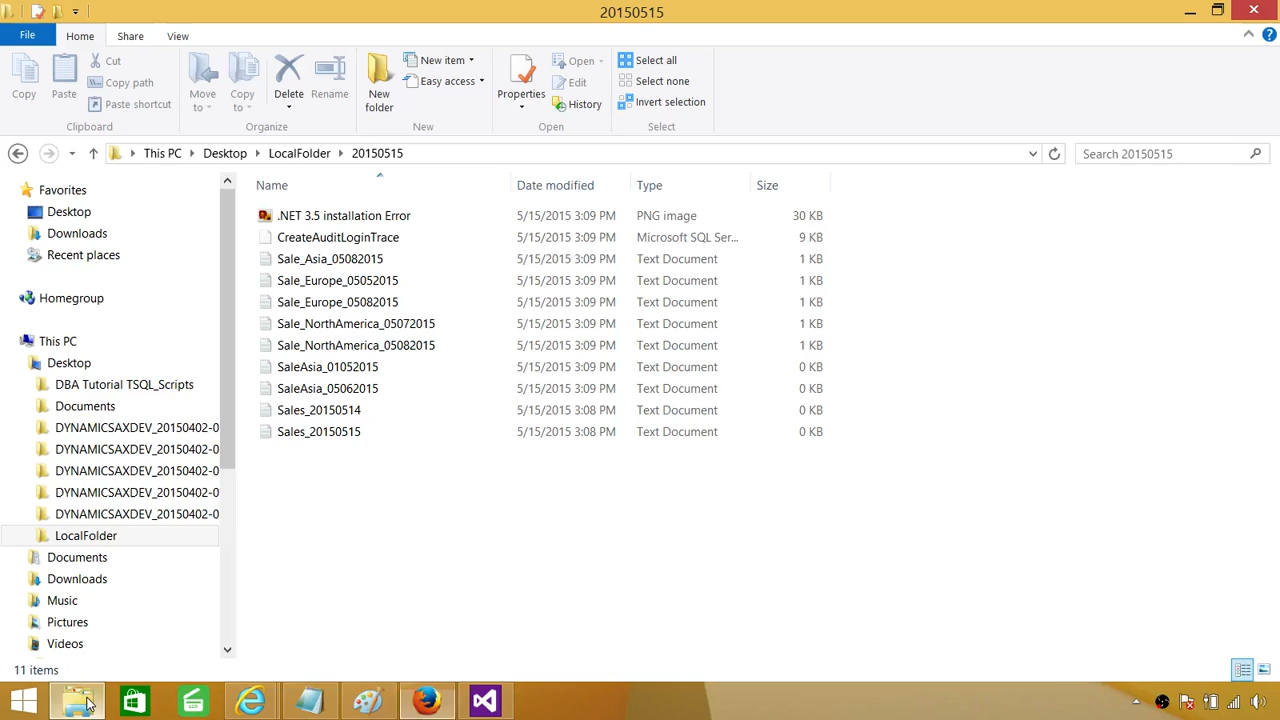 20150515
File Home Share View
Copy
Paste
Cut
Copy path
Paste shortcut
Clipboard
Move to
Copy to
Delete
Rename
Organize
New folder
New item
Easy access
New
Properties
Open
Edit
History
Open
Select all
Select none
Invert selection
Select
This PC Desktop LocalFolder 20150515
Search 20150515
Favorites
Desktop
Downloads
Recent places
Homegroup
This PC
Desktop
DBA Tutorial TSQL_Scripts
Documents
DYNAMICSAXDEV_20150402-0
DYNAMICSAXDEV_20150402-0
DYNAMICSAXDEV_20150402-0
DYNAMICSAXDEV_20150402-0
DYNAMICSAXDEV_20150402-0
LocalFolder
Documents
Downloads
Music
Pictures
Videos
Name Date modified Type Size
.NET 3.5 installation Error 5/15/2015 3:09 PM PNG image 30 KB
CreateAuditLoginTrace 5/15/2015 3:09 PM Microsoft SQL Ser... 9 KB
Sale_Asia_05082015 5/15/2015 3:09 PM Text Document 1 KB
Sale_Europe_05052015 5/15/2015 3:09 PM Text Document 1 KB
Sale_Europe_05082015 5/15/2015 3:09 PM Text Document 1 KB
Sale_NorthAmerica_05072015 5/15/2015 3:09 PM Text Document 1 KB
Sale_NorthAmerica_05082015 5/15/2015 3:09 PM Text Document 1 KB
SaleAsia_01052015 5/15/2015 3:09 PM Text Document 0 KB
SaleAsia_05062015 5/15/2015 3:09 PM Text Document 0 KB
Sales_20150514 5/15/2015 3:08 PM Text Document 0 KB
Sales_20150515 5/15/2015 3:08 PM Text Document 0 KB
11 items